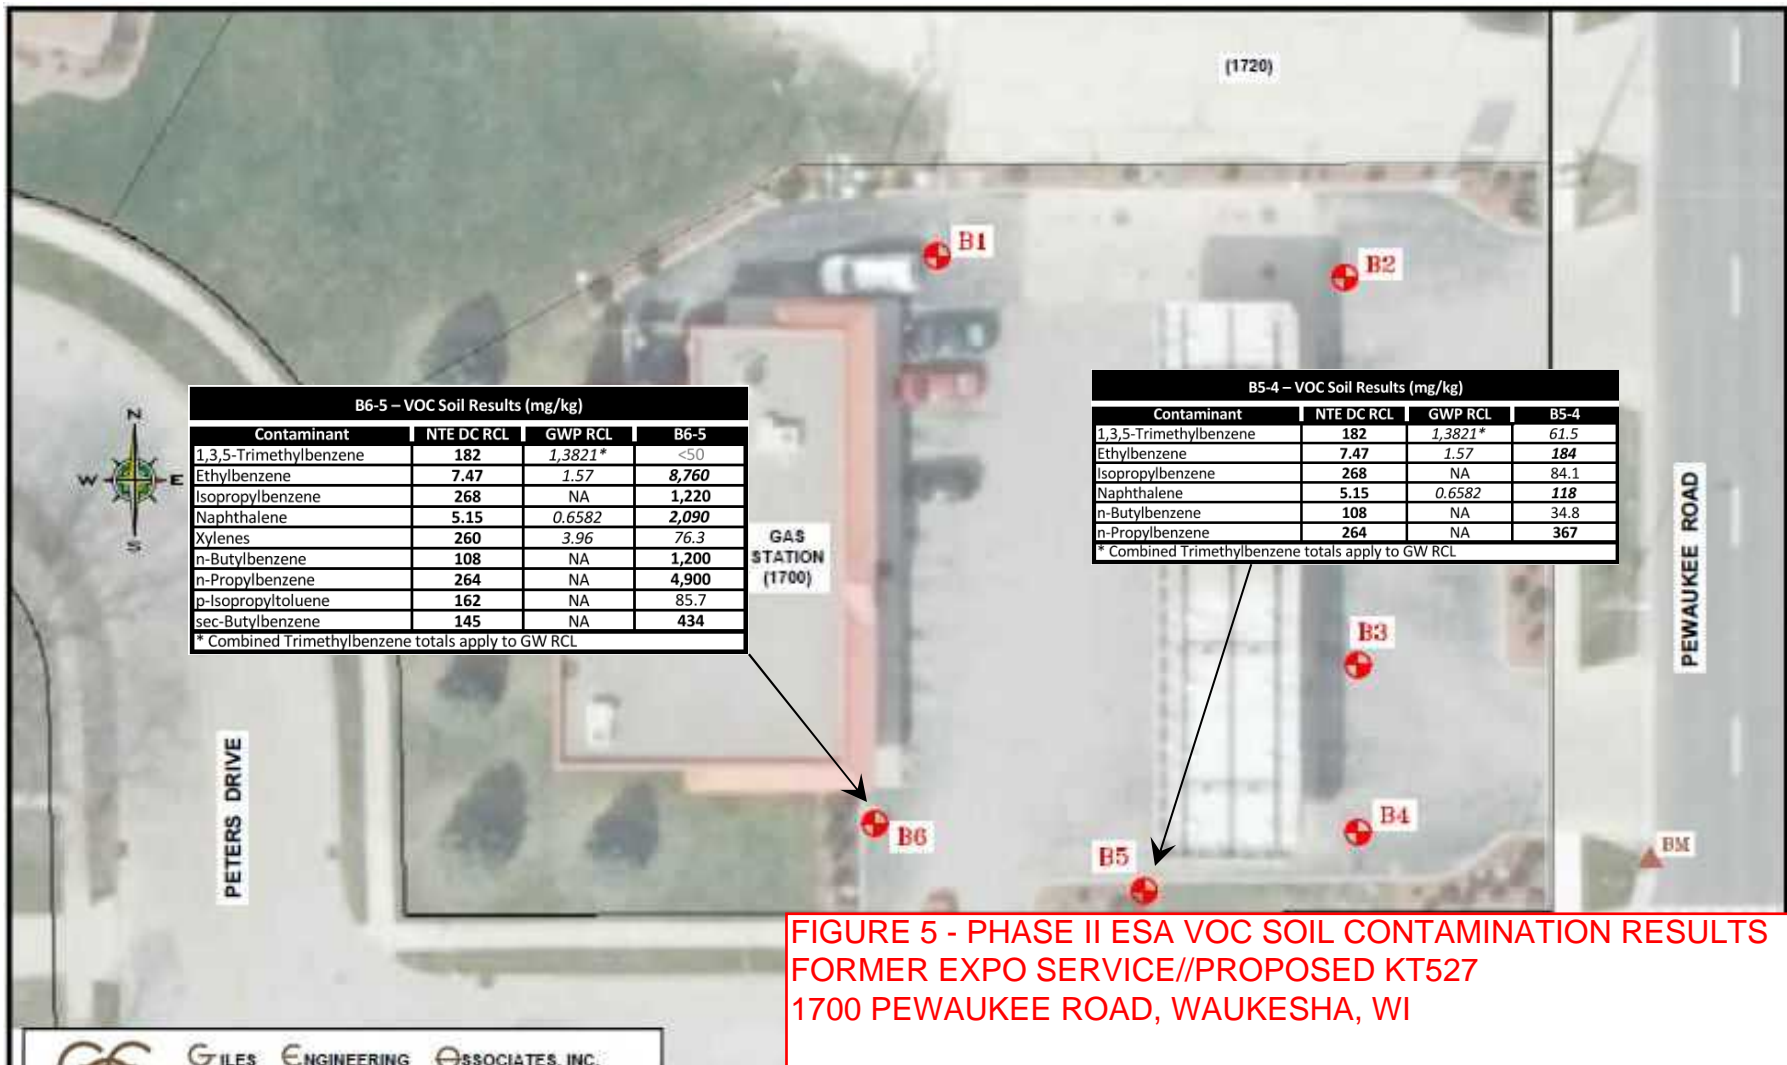 (1720)
B1
B2
N
W E
S
B6-5 – VOC Soil Results (mg/kg)
Contaminant NTE DC RCL GWP RCL B6-5
1,3,5-Trimethylbenzene 182 1,3821* <50
Ethylbenzene 7.47 1.57 8,760
Isopropylbenzene 268 NA 1,220
Naphthalene 5.15 0.6582 2,090
Xylenes 260 3.96 76.3
n-Butylbenzene 108 NA 1,200
n-Propylbenzene 264 NA 4,900
p-Isopropyltoluene 162 NA 85.7
sec-Butylbenzene 145 NA 434
* Combined Trimethylbenzene totals apply to GW RCL
GAS
STATION
(1700)
B5-4 – VOC Soil Results (mg/kg)
Contaminant NTE DC RCL GWP RCL B5-4
1,3,5-Trimethylbenzene 182 1,3821* 61.5
Ethylbenzene 7.47 1.57 184
Isopropylbenzene 268 NA 84.1
Naphthalene 5.15 0.6582 118
n-Butylbenzene 108 NA 34.8
n-Propylbenzene 264 NA 367
* Combined Trimethylbenzene totals apply to GW RCL
PEWAUKEE ROAD
B3
PETERS DRIVE
B6
B5
B4
BM
FIGURE 5 - PHASE II ESA VOC SOIL CONTAMINATION RESULTS
FORMER EXPO SERVICE//PROPOSED KT527
1700 PEWAUKEE ROAD, WAUKESHA, WI
GILES ENGINEERING ASSOCIATES, INC.